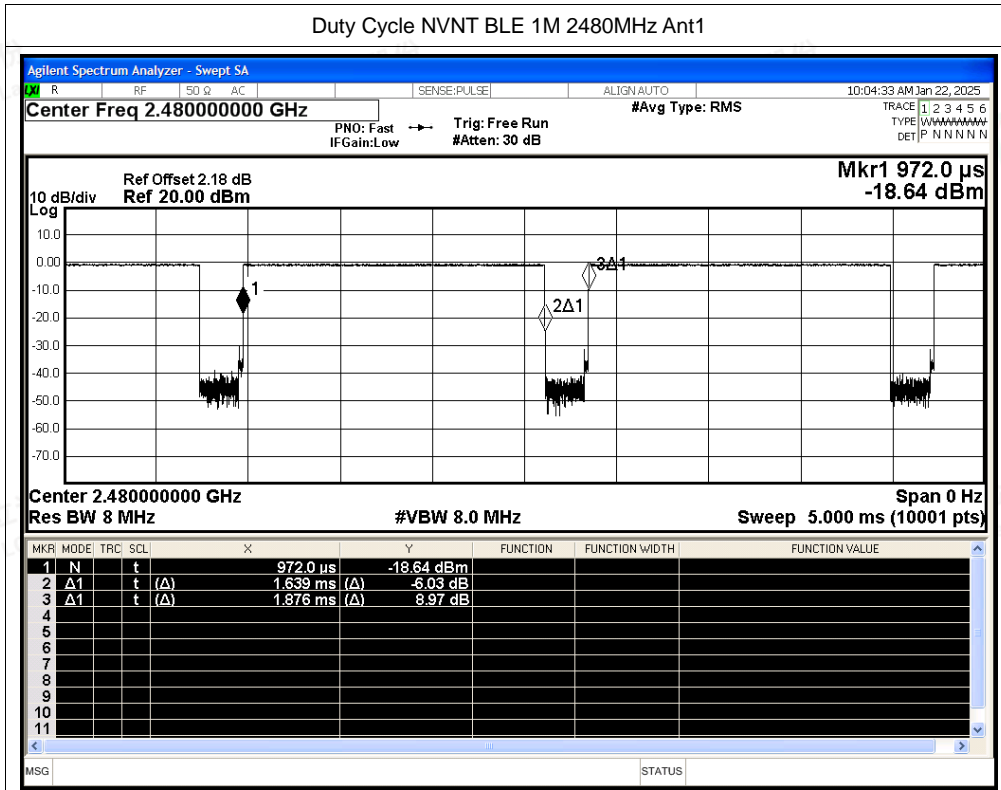 Duty Cycle NVNT BLE 1M 2480MHz Ant1
Agilent Spectrum Analyzer - Swept SA
LXI R RF 50 Ω AC SENSE:PULSE ALIGN AUTO 10:04:33 AM Jan 22, 2025
Center Freq 2.480000000 GHz #Avg Type: RMS TRACE 1 2 3 4 5 6
PNO: Fast Trig: Free Run TYPE WWWWWW
IFGain:Low #Atten: 30 dB DET P N N N N N
Mkr1 972.0 µs
Ref Offset 2.18 dB
10 dB/div Ref 20.00 dBm -18.64 dBm
Log
10.0
0.00
3Δ1
-10.0
1
2Δ1
-20.0
-30.0
-40.0
-50.0
-60.0
-70.0
Center 2.480000000 GHz Span 0 Hz
Res BW 8 MHz #VBW 8.0 MHz Sweep 5.000 ms (10001 pts)
MKR MODE TRC SCL X Y FUNCTION FUNCTION WIDTH FUNCTION VALUE
1 N t 972.0 µs -18.64 dBm
2 Δ1 t (Δ) 1.639 ms (Δ) -6.03 dB
3 Δ1 t (Δ) 1.876 ms (Δ) 8.97 dB
4
5
6
7
8
9
10
11
MSG STATUS